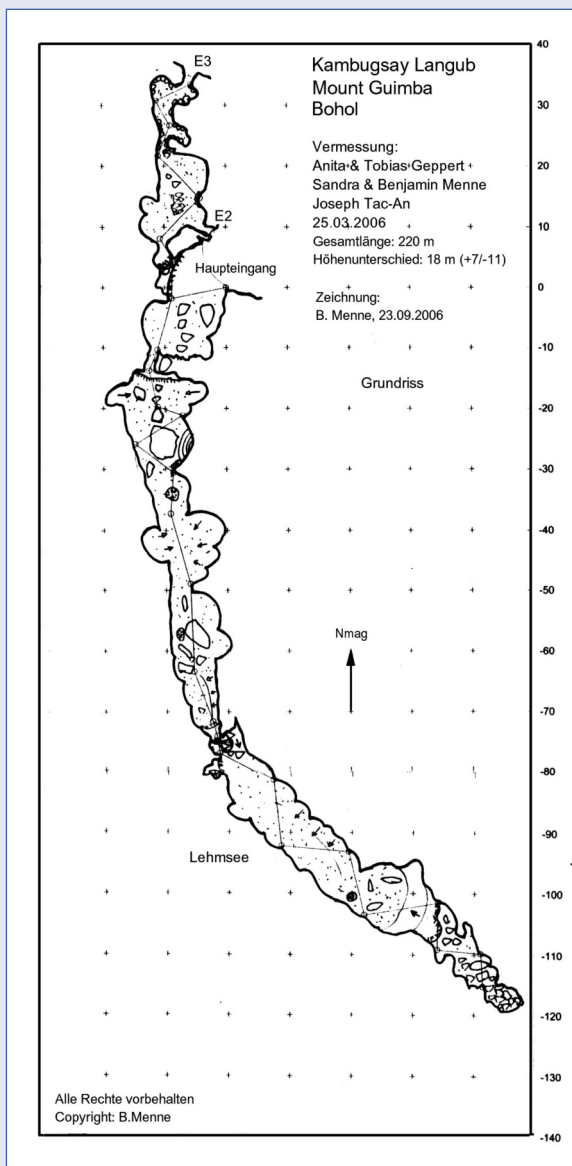 Kambugsay Langub
Mount Guimba
Bohol
Vermessung:
Anita & Tobias Geppert
Sandra & Benjamin Menne
Joseph Tac-An
25.03.2006
Gesamtlänge: 220 m
Höhenunterschied: 18 m (+7/-11)
Zeichnung:
B. Menne, 23.09.2006
E3
E2
Haupteingang
Grundriss
Nmag
Lehmsee
40
30
20
10
0
-10
-20
-30
-40
-50
-60
-70
-80
-90
-100
-110
-120
-130
-140
Alle Rechte vorbehalten
Copyright: B.Menne